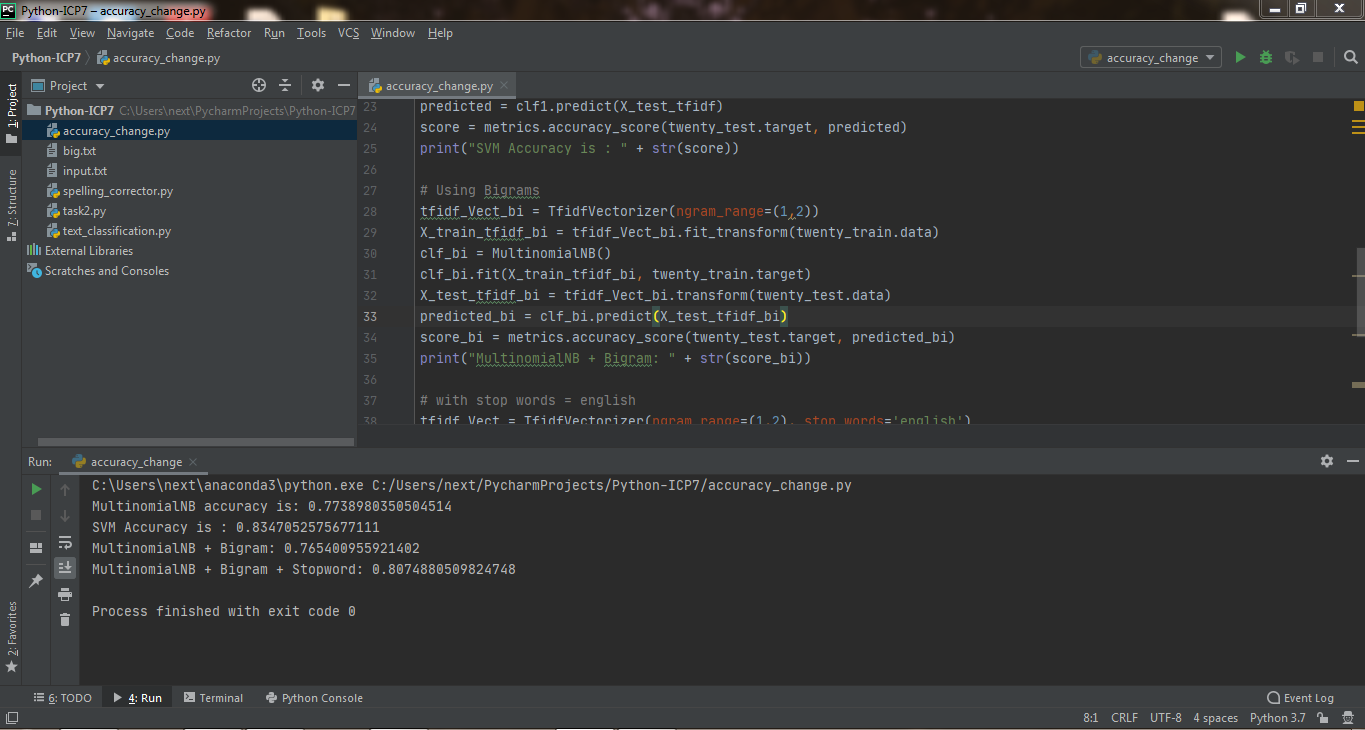 PC Python-ICP7 – accuracy_change.py
File Edit View Navigate Code Refactor Run Tools VCS Window Help
Python-ICP7 accuracy_change.py
accuracy_change
1: Project
7: Structure
2: Favorites
Project
Python-ICP7 C:\Users\next\PycharmProjects\Python-ICP7
accuracy_change.py
big.txt
input.txt
spelling_corrector.py
task2.py
text_classification.py
External Libraries
Scratches and Consoles
accuracy_change.py
23 predicted = clf1.predict(X_test_tfidf)
24 score = metrics.accuracy_score(twenty_test.target, predicted)
25 print("SVM Accuracy is : " + str(score))
26
27 # Using Bigrams
28 tfidf_Vect_bi = TfidfVectorizer(ngram_range=(1,2))
29 X_train_tfidf_bi = tfidf_Vect_bi.fit_transform(twenty_train.data)
30 clf_bi = MultinomialNB()
31 clf_bi.fit(X_train_tfidf_bi, twenty_train.target)
32 X_test_tfidf_bi = tfidf_Vect_bi.transform(twenty_test.data)
33 predicted_bi = clf_bi.predict(X_test_tfidf_bi)
34 score_bi = metrics.accuracy_score(twenty_test.target, predicted_bi)
35 print("MultinomialNB + Bigram: " + str(score_bi))
36
37 # with stop words = english
38 tfidf_Vect = TfidfVectorizer(ngram_range=(1,2), stop_words='english')
Run: accuracy_change
C:\Users\next\anaconda3\python.exe C:/Users/next/PycharmProjects/Python-ICP7/accuracy_change.py
MultinomialNB accuracy is: 0.7738980350504514
SVM Accuracy is : 0.8347052575677111
MultinomialNB + Bigram: 0.765400955921402
MultinomialNB + Bigram + Stopword: 0.8074880509824748
Process finished with exit code 0
6: TODO 4: Run Terminal Python Console Event Log
8:1 CRLF UTF-8 4 spaces Python 3.7